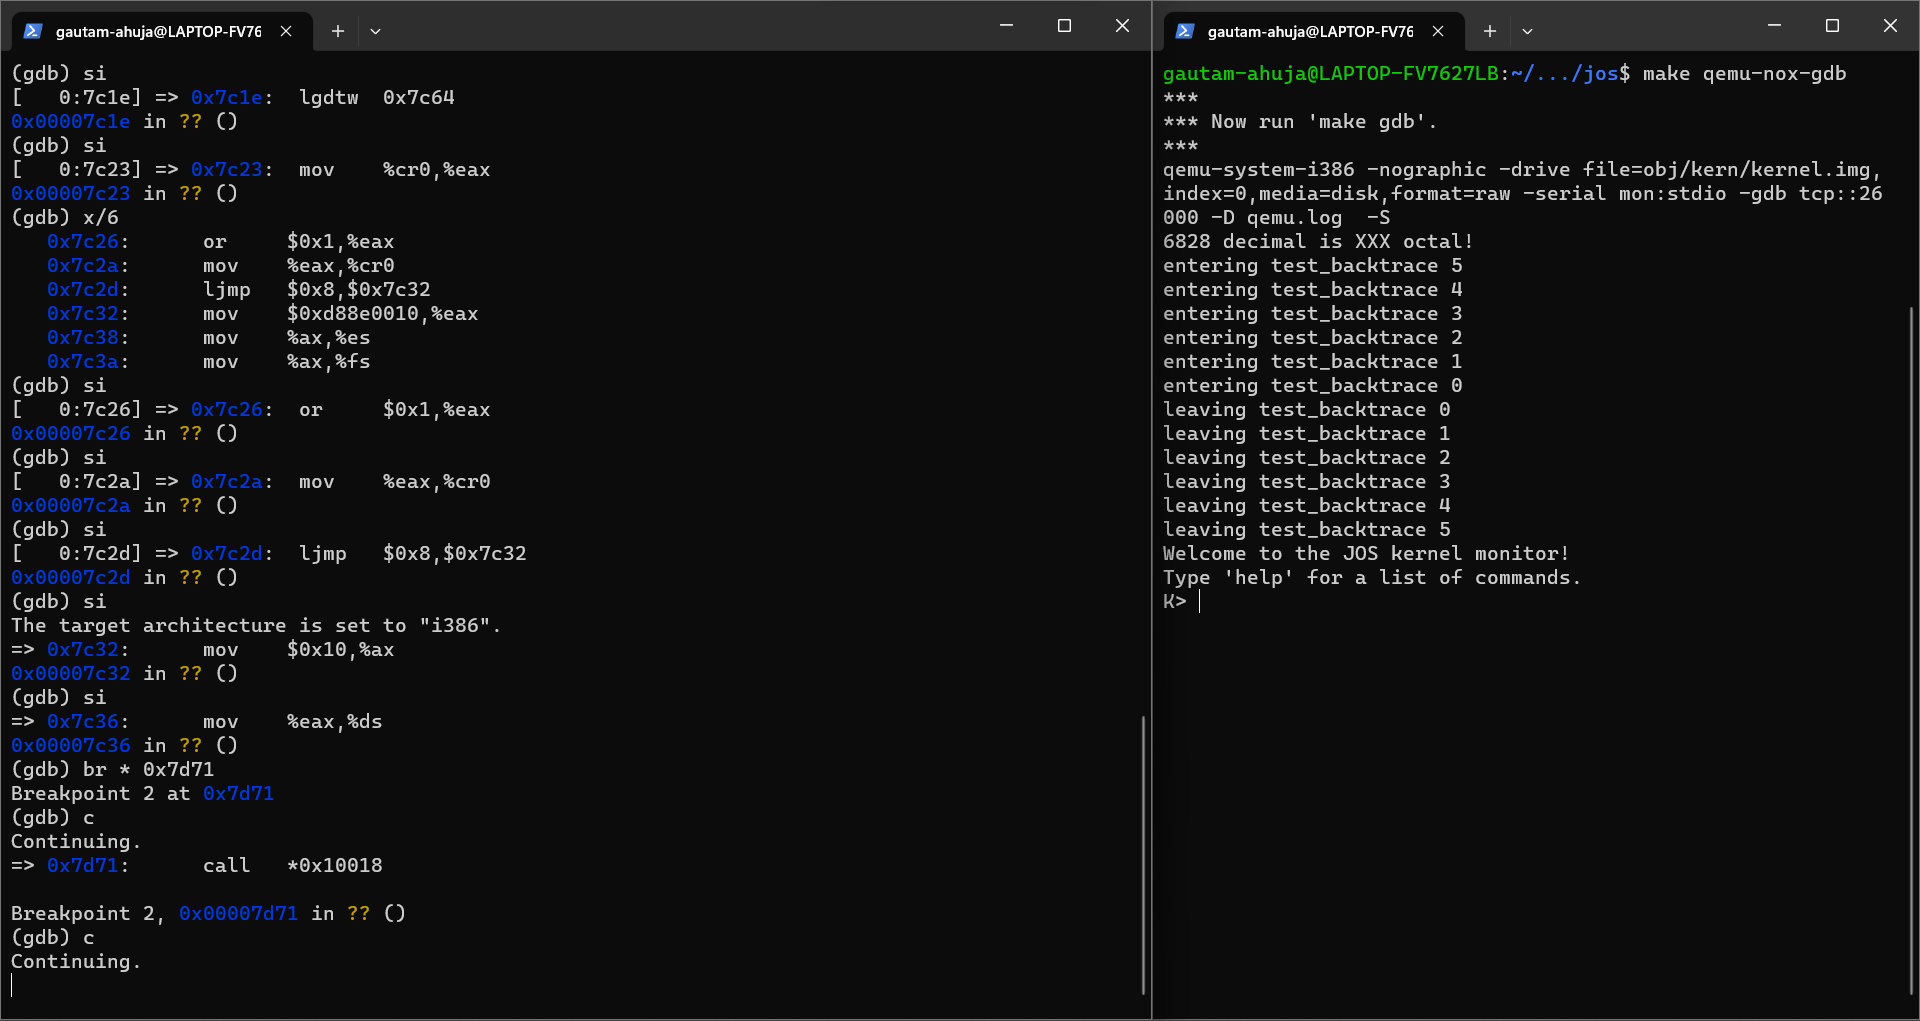 gautam-ahuja@LAPTOP-FV76
(gdb) si
[   0:7c1e] => 0x7c1e:  lgdtw  0x7c64
0x00007c1e in ?? ()
(gdb) si
[   0:7c23] => 0x7c23:  mov    %cr0,%eax
0x00007c23 in ?? ()
(gdb) x/6
   0x7c26:      or     $0x1,%eax
   0x7c2a:      mov    %eax,%cr0
   0x7c2d:      ljmp   $0x8,$0x7c32
   0x7c32:      mov    $0xd88e0010,%eax
   0x7c38:      mov    %ax,%es
   0x7c3a:      mov    %ax,%fs
(gdb) si
[   0:7c26] => 0x7c26:  or     $0x1,%eax
0x00007c26 in ?? ()
(gdb) si
[   0:7c2a] => 0x7c2a:  mov    %eax,%cr0
0x00007c2a in ?? ()
(gdb) si
[   0:7c2d] => 0x7c2d:  ljmp   $0x8,$0x7c32
0x00007c2d in ?? ()
(gdb) si
The target architecture is set to "i386".
=> 0x7c32:      mov    $0x10,%ax
0x00007c32 in ?? ()
(gdb) si
=> 0x7c36:      mov    %eax,%ds
0x00007c36 in ?? ()
(gdb) br * 0x7d71
Breakpoint 2 at 0x7d71
(gdb) c
Continuing.
=> 0x7d71:      call   *0x10018
Breakpoint 2, 0x00007d71 in ?? ()
(gdb) c
Continuing.
gautam-ahuja@LAPTOP-FV76
gautam-ahuja@LAPTOP-FV7627LB:~/.../jos$ make qemu-nox-gdb
***
*** Now run 'make gdb'.
***
qemu-system-i386 -nographic -drive file=obj/kern/kernel.img,
index=0,media=disk,format=raw -serial mon:stdio -gdb tcp::26
000 -D qemu.log  -S
6828 decimal is XXX octal!
entering test_backtrace 5
entering test_backtrace 4
entering test_backtrace 3
entering test_backtrace 2
entering test_backtrace 1
entering test_backtrace 0
leaving test_backtrace 0
leaving test_backtrace 1
leaving test_backtrace 2
leaving test_backtrace 3
leaving test_backtrace 4
leaving test_backtrace 5
Welcome to the JOS kernel monitor!
Type 'help' for a list of commands.
K>